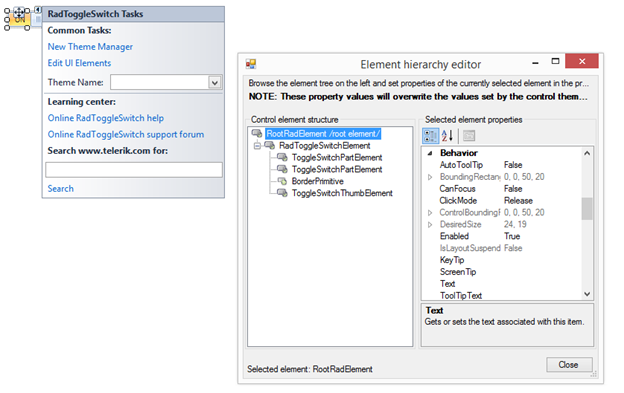 ON
RadToggleSwitch Tasks
Common Tasks:
New Theme Manager
Edit UI Elements
Theme Name:
Learning center:
Online RadToggleSwitch help
Online RadToggleSwitch support forum
Search www.telerik.com for:
Search
Element hierarchy editor
Browse the element tree on the left and set properties of the currently selected element in the pr...
NOTE: These property values will overwrite the values set by the control them...
Control element structure
RootRadElement /root element/
RadToggleSwitchElement
ToggleSwitchPartElement
ToggleSwitchPartElement
BorderPrimitive
ToggleSwitchThumbElement
Selected element: RootRadElement
Selected element properties
Behavior
AutoToolTip False
BoundingRectang 0, 0, 50, 20
CanFocus False
ClickMode Release
ControlBoundingF 0, 0, 50, 20
DesiredSize 24, 19
Enabled True
IsLayoutSuspend False
KeyTip
ScreenTip
Text
ToolTipText
Text
Gets or sets the text associated with this item.
Close